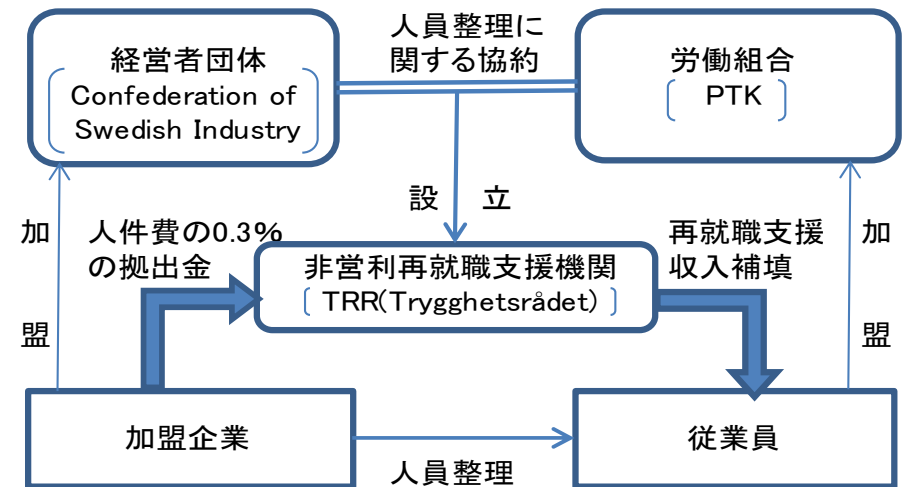 経営者団体
Confederation of
Swedish Industry
人員整理に
関する協約
労働組合
PTK
設 立
加 盟
人件費の0.3%
の拠出金
非営利再就職支援機関
TRR(Trygghetsrådet)
再就職支援
収入補填
加 盟
加盟企業
人員整理
従業員